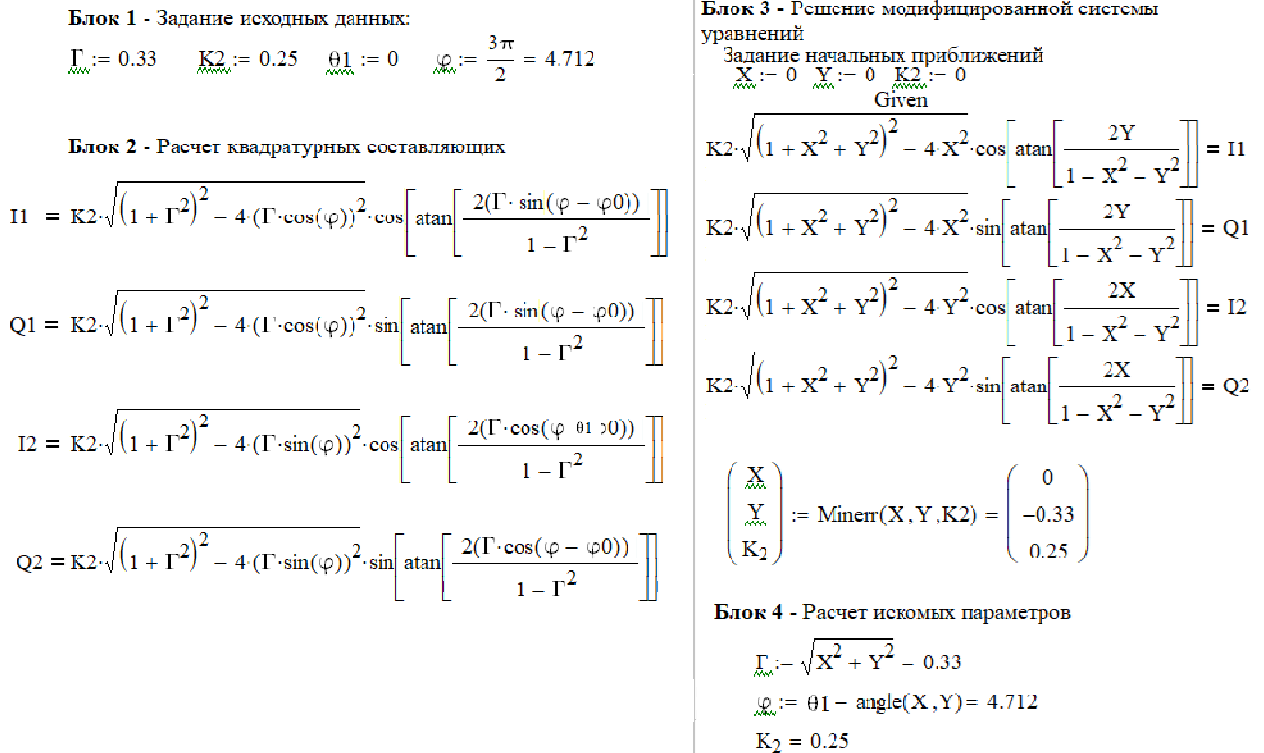 Блок 1 - Задание исходных данных:
Γ := 0.33 K2 := 0.25 θ1 := 0 φ := 3π/2 = 4.712
Блок 2 - Расчет квадратурных составляющих
I1 = K2·√((1 + Γ²)² − 4·(Γ·cos(φ))²)·cos[atan[2(Γ·sin(φ − φ0))/(1 − Γ²)]]
Q1 = K2·√((1 + Γ²)² − 4·(Γ·cos(φ))²)·sin[atan[2(Γ·sin(φ − φ0))/(1 − Γ²)]]
I2 = K2·√((1 + Γ²)² − 4·(Γ·sin(φ))²)·cos[atan[2(Γ·cos(φ θ1 0))/(1 − Γ²)]]
Q2 = K2·√((1 + Γ²)² − 4·(Γ·sin(φ))²)·sin[atan[2(Γ·cos(φ − φ0))/(1 − Γ²)]]
Блок 3 - Решение модифицированной системы
уравнений
Задание начальных приближений
X :− 0 Y :− 0 K2 :− 0
Given
K2·√((1 + X² + Y²)² − 4·X²)·cos[atan[2Y/(1 − X² − Y²)]] = I1
K2·√((1 + X² + Y²)² − 4·X²)·sin[atan[2Y/(1 − X² − Y²)]] = Q1
K2·√((1 + X² + Y²)² − 4·Y²)·cos[atan[2X/(1 − X² − Y²)]] = I2
K2·√((1 + X² + Y²)² − 4·Y²)·sin[atan[2X/(1 − X² − Y²)]] = Q2
X 0
Y := Minerr(X,Y,K2) = −0.33
K₂ 0.25
Блок 4 - Расчет искомых параметров
Γ :− √(X² + Y²) − 0.33
φ := θ1 − angle(X,Y) = 4.712
K₂ = 0.25